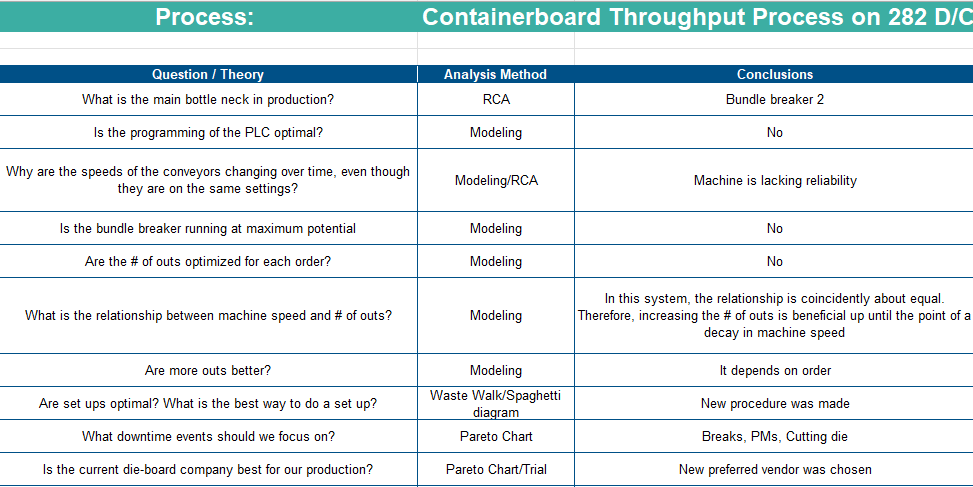 Process: Containerboard Throughput Process on 282 D/C
Question / Theory Analysis Method Conclusions
What is the main bottle neck in production? RCA Bundle breaker 2
Is the programming of the PLC optimal? Modeling No
Why are the speeds of the conveyors changing over time, even though
they are on the same settings? Modeling/RCA Machine is lacking reliability
Is the bundle breaker running at maximum potential Modeling No
Are the # of outs optimized for each order? Modeling No
What is the relationship between machine speed and # of outs? Modeling In this system, the relationship is coincidently about equal.
Therefore, increasing the # of outs is beneficial up until the point of a
decay in machine speed
Are more outs better? Modeling It depends on order
Are set ups optimal? What is the best way to do a set up? Waste Walk/Spaghetti
diagram New procedure was made
What downtime events should we focus on? Pareto Chart Breaks, PMs, Cutting die
Is the current die-board company best for our production? Pareto Chart/Trial New preferred vendor was chosen